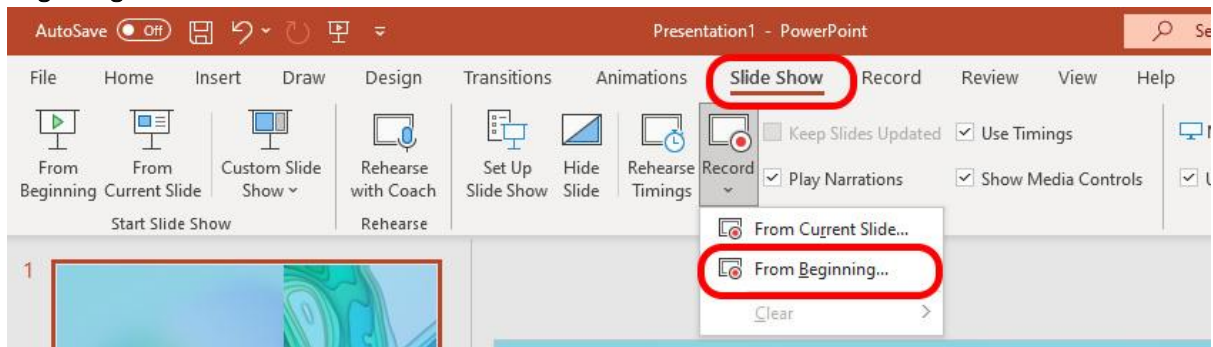 AutoSave Off Presentation1 - PowerPoint
File Home Insert Draw Design Transitions Animations Slide Show Record Review View Help
From Beginning
From Current Slide
Custom Slide Show
Start Slide Show
Rehearse with Coach
Rehearse
Set Up Slide Show
Hide Slide
Rehearse Timings
Record
Keep Slides Updated
Play Narrations
Use Timings
Show Media Controls
From Current Slide...
From Beginning...
Clear
1